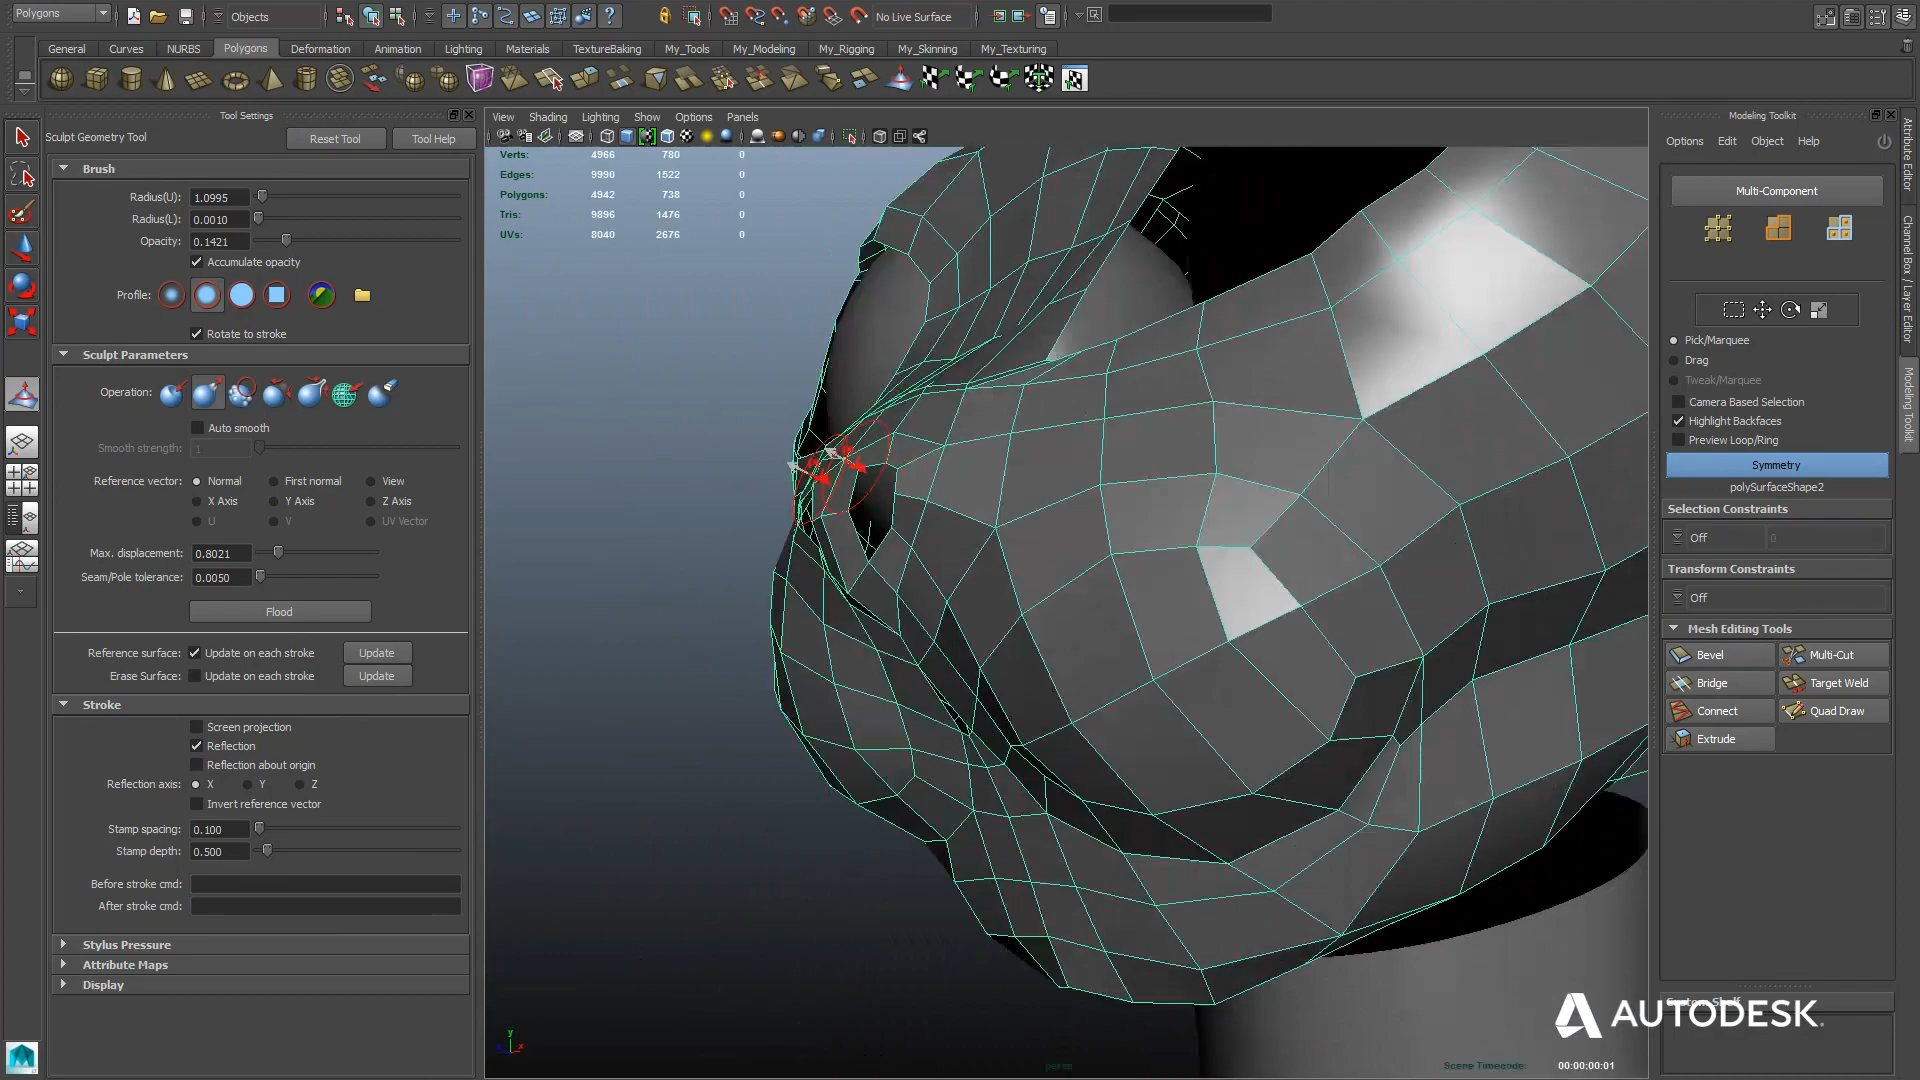 Polygons
Objects
No Live Surface
General Curves NURBS Polygons Deformation Animation Lighting Materials TextureBaking My_Tools My_Modeling My_Rigging My_Skinning My_Texturing
Tool Settings
Sculpt Geometry Tool
Reset Tool
Tool Help
Brush
Radius(U): 1.0995
Radius(L): 0.0010
Opacity: 0.1421
Accumulate opacity
Profile:
Rotate to stroke
Sculpt Parameters
Operation:
Auto smooth
Smooth strength: 1
Reference vector: Normal First normal View
X Axis Y Axis Z Axis
U V UV Vector
Max. displacement: 0.8021
Seam/Pole tolerance: 0.0050
Flood
Reference surface: Update on each stroke Update
Erase Surface: Update on each stroke Update
Stroke
Screen projection
Reflection
Reflection about origin
Reflection axis: X Y Z
Invert reference vector
Stamp spacing: 0.100
Stamp depth: 0.500
Before stroke cmd:
After stroke cmd:
Stylus Pressure
Attribute Maps
Display
View Shading Lighting Show Options Panels
Verts: 4966 780 0
Edges: 9990 1522 0
Polygons: 4942 738 0
Tris: 9896 1476 0
UVs: 8040 2676 0
y
x
persp
Scene Timecode: 00:00:00:01
Modeling Toolkit
Options Edit Object Help
Multi-Component
Pick/Marquee
Drag
Tweak/Marquee
Camera Based Selection
Highlight Backfaces
Preview Loop/Ring
Symmetry
polySurfaceShape2
Selection Constraints
Off 0
Transform Constraints
Off
Mesh Editing Tools
Bevel Multi-Cut
Bridge Target Weld
Connect Quad Draw
Extrude
Custom Shelf
AUTODESK.
Attribute Editor
Channel Box / Layer Editor
Modeling Toolkit